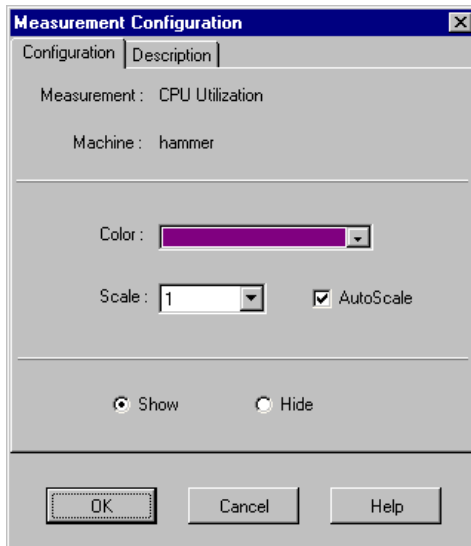 Measurement Configuration
Configuration Description
Measurement : CPU Utilization
Machine : hammer
Color :
Scale : 1 AutoScale
Show Hide
OK Cancel Help